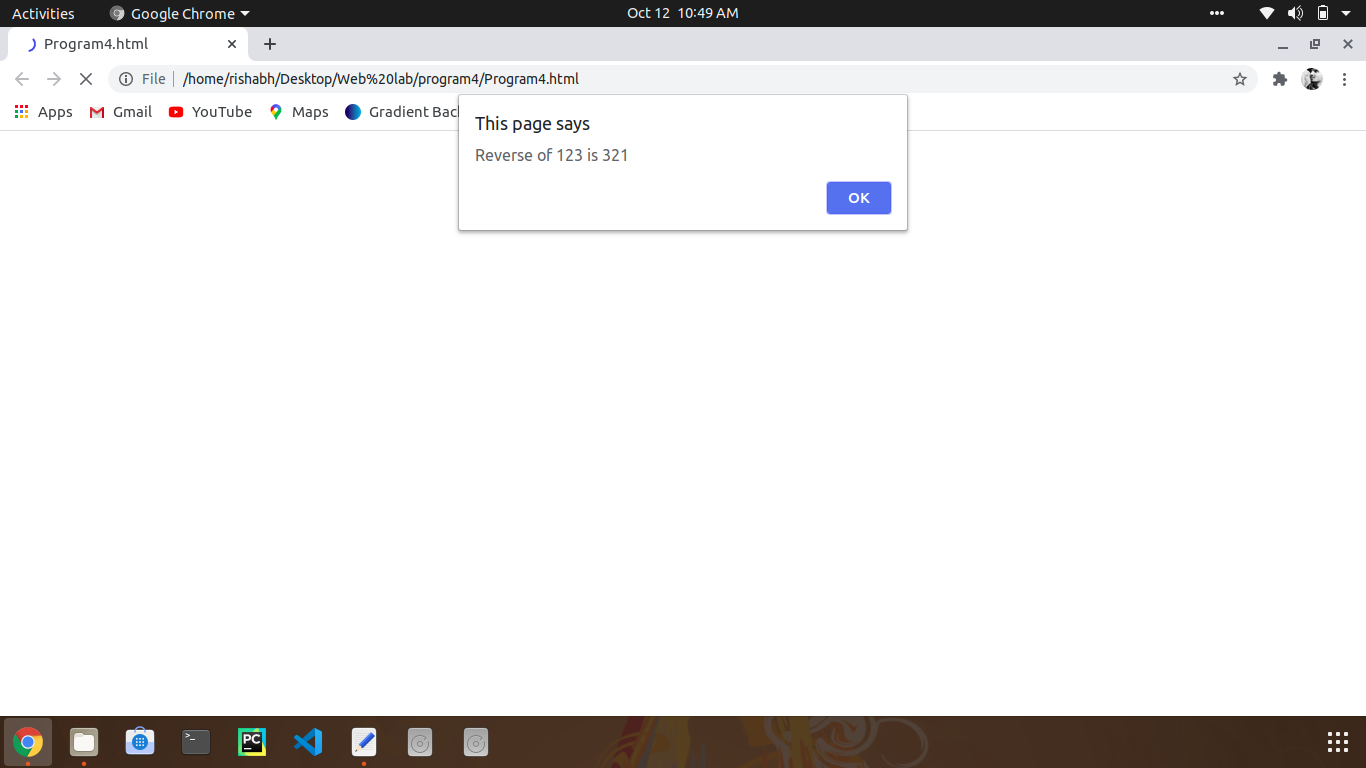 Activities Google Chrome Oct 12 10:49 AM
Program4.html
File /home/rishabh/Desktop/Web%20lab/program4/Program4.html
Apps Gmail YouTube Maps Gradient Bac
This page says
Reverse of 123 is 321
OK
>_ PC